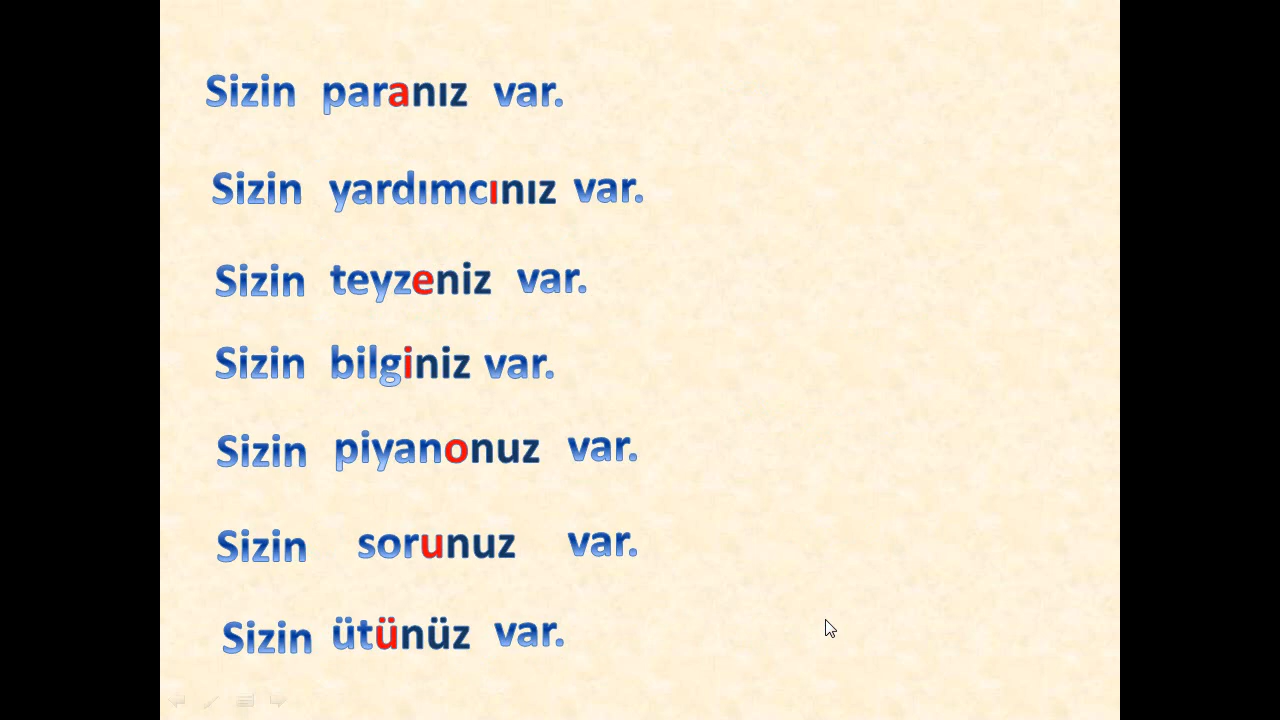 Sizin paranız var.
Sizin yardımcınız var.
Sizin teyzeniz var.
Sizin bilginiz var.
Sizin piyanonuz var.
Sizin sorunuz var.
Sizin ütünüz var.